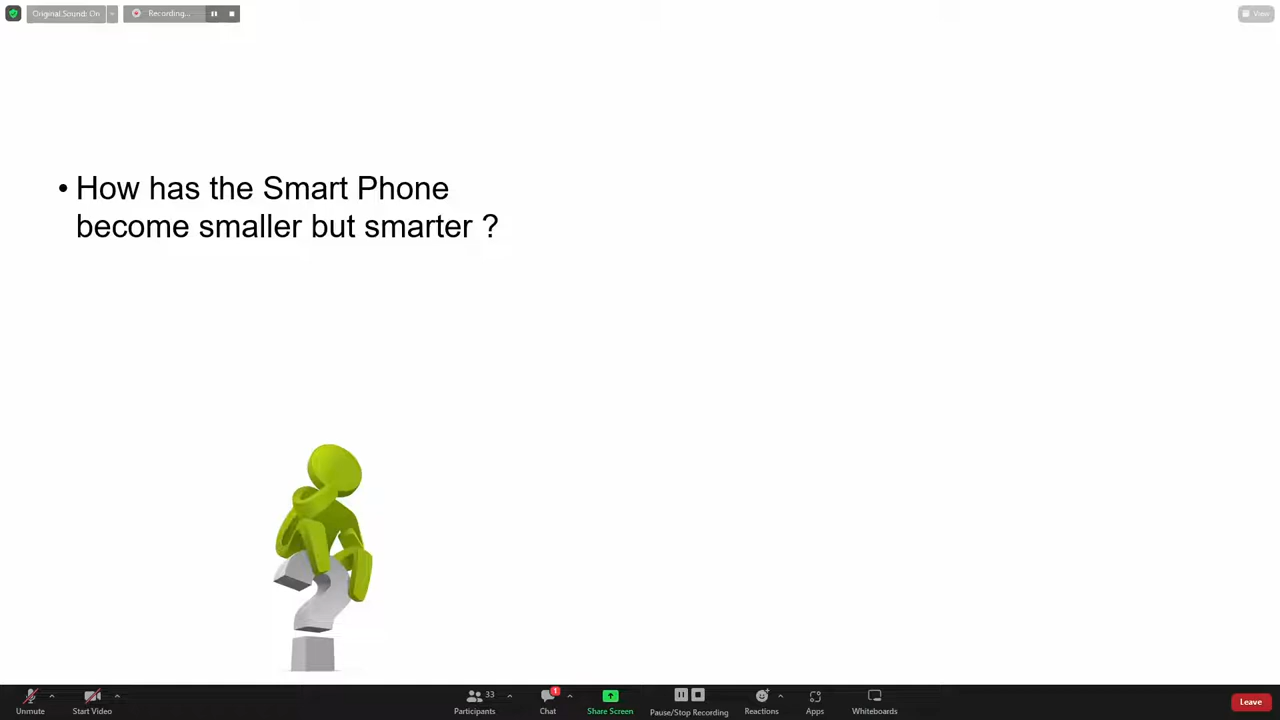 Original Sound: On
Recording...
View
• How has the Smart Phone
become smaller but smarter ?
?
33
1
Unmute
Start Video
Participants
Chat
Share Screen
Pause/Stop Recording
Reactions
Apps
Whiteboards
Leave